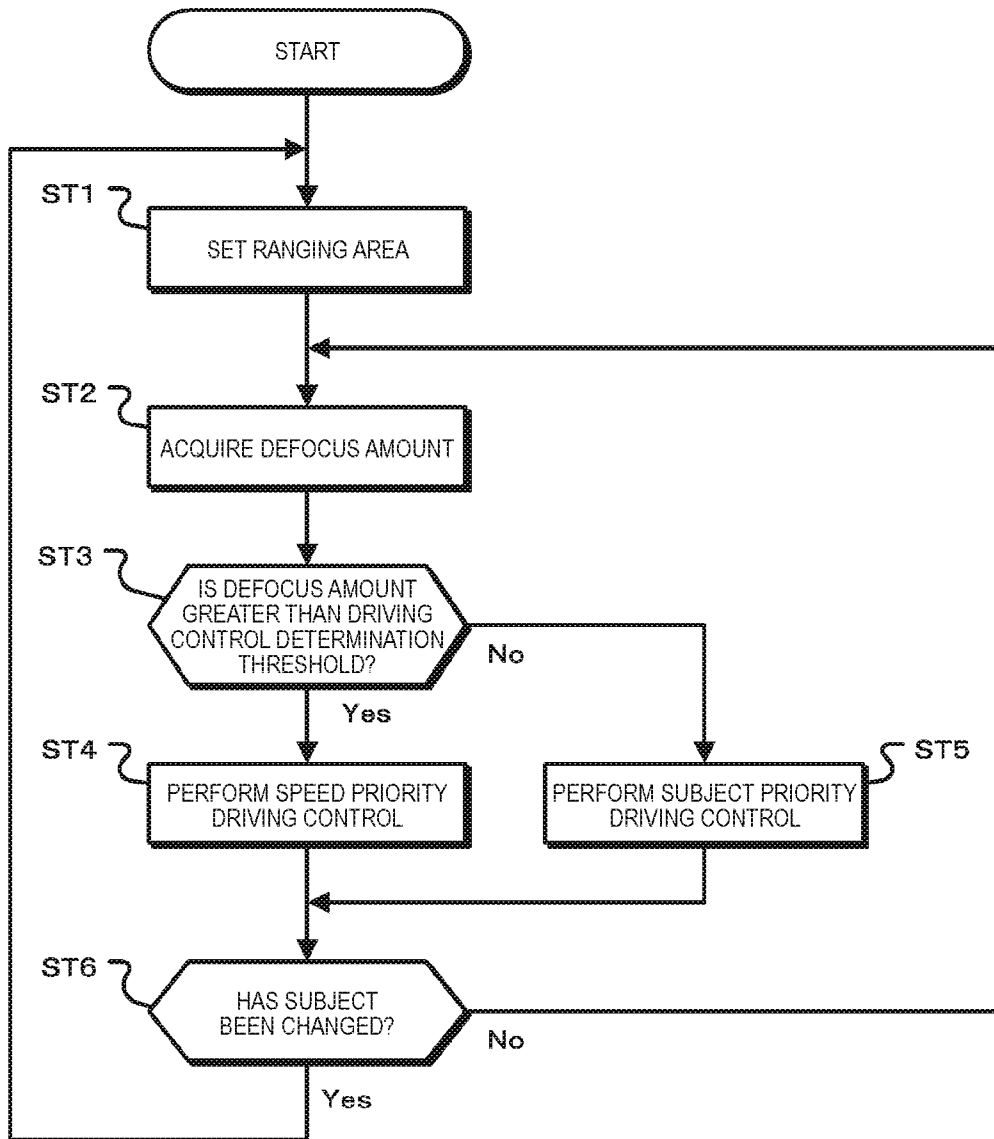 START
ST1
SET RANGING AREA
ST2
ACQUIRE DEFOCUS AMOUNT
ST3
IS DEFOCUS AMOUNT
GREATER THAN DRIVING
CONTROL DETERMINATION
THRESHOLD?
No
Yes
ST4
PERFORM SPEED PRIORITY
DRIVING CONTROL
ST5
PERFORM SUBJECT PRIORITY
DRIVING CONTROL
ST6
HAS SUBJECT
BEEN CHANGED?
No
Yes